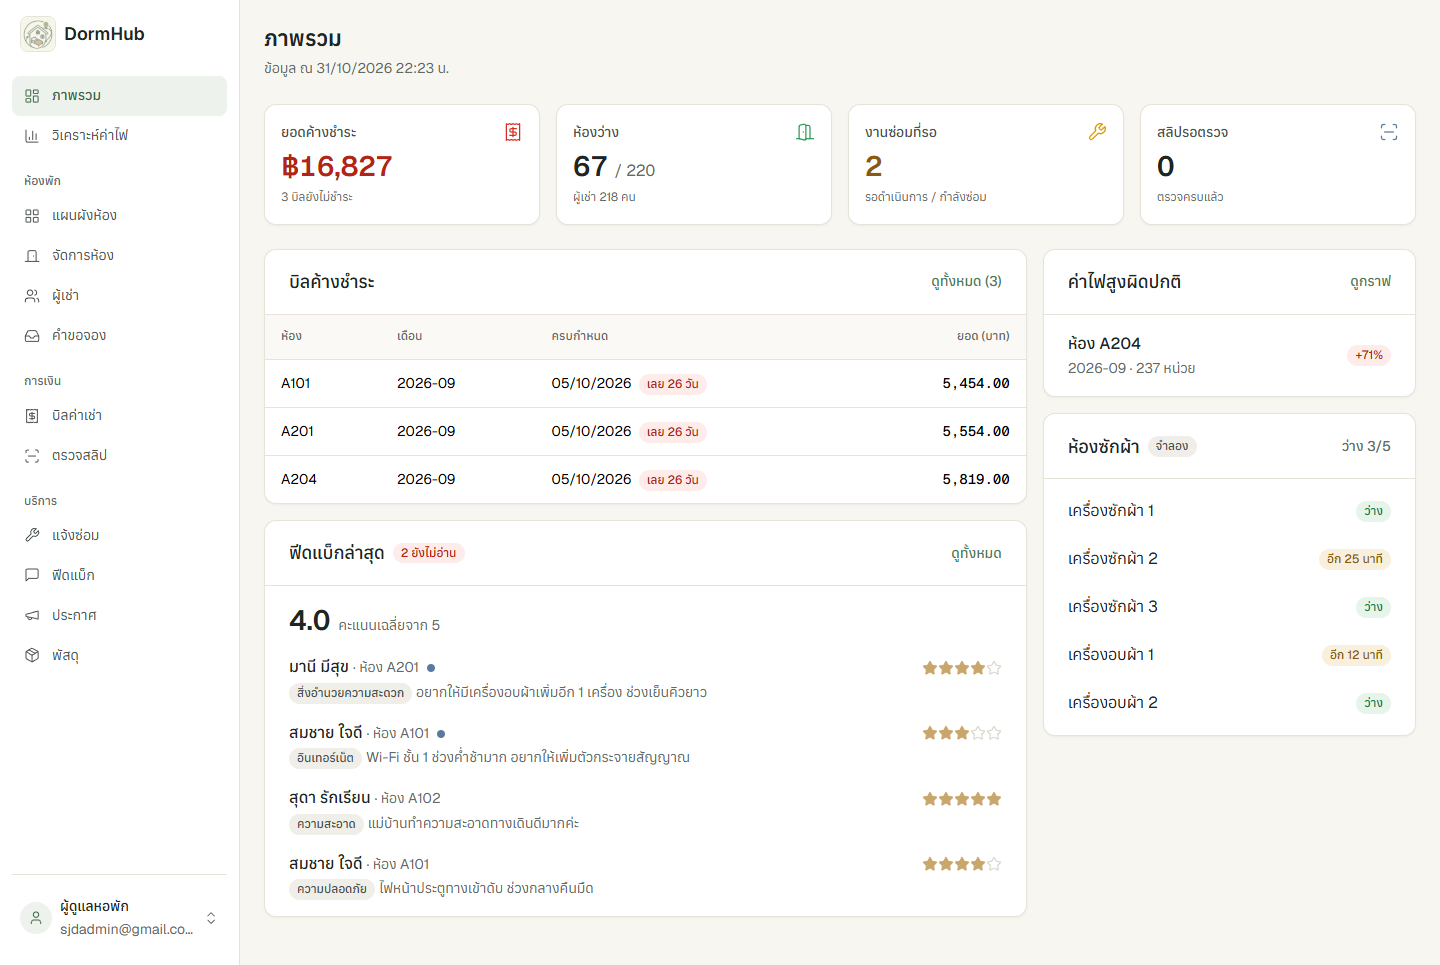 DormHub
ภาพรวม
วิเคราะห์ค่าไฟ
ห้องพัก
แผนผังห้อง
จัดการห้อง
ผู้เช่า
คำขอจอง
การเงิน
บิลค่าเช่า
ตรวจสลิป
บริการ
แจ้งซ่อม
ฟีดแบ็ก
ประกาศ
พัสดุ
ผู้ดูแลหอพัก
sjdadmin@gmail.co...
ภาพรวม
ข้อมูล ณ 31/10/2026 22:23 น.
ยอดค้างชำระ
฿16,827
3 บิลยังไม่ชำระ
ห้องว่าง
67 / 220
ผู้เช่า 218 คน
งานซ่อมที่รอ
2
รอดำเนินการ / กำลังซ่อม
สลิปรอตรวจ
0
ตรวจครบแล้ว
บิลค้างชำระ ดูทั้งหมด (3)
ห้อง เดือน ครบกำหนด ยอด (บาท)
A101 2026-09 05/10/2026 เลย 26 วัน 5,454.00
A201 2026-09 05/10/2026 เลย 26 วัน 5,554.00
A204 2026-09 05/10/2026 เลย 26 วัน 5,819.00
ฟีดแบ็กล่าสุด 2 ยังไม่อ่าน ดูทั้งหมด
4.0 คะแนนเฉลี่ยจาก 5
มานี มีสุข · ห้อง A201
สิ่งอำนวยความสะดวก อยากให้มีเครื่องอบผ้าเพิ่มอีก 1 เครื่อง ช่วงเย็นคิวยาว
สมชาย ใจดี · ห้อง A101
อินเทอร์เน็ต Wi-Fi ชั้น 1 ช่วงค่ำช้ามาก อยากให้เพิ่มตัวกระจายสัญญาณ
สุดา รักเรียน · ห้อง A102
ความสะอาด แม่บ้านทำความสะอาดทางเดินดีมากค่ะ
สมชาย ใจดี · ห้อง A101
ความปลอดภัย ไฟหน้าประตูทางเข้าดับ ช่วงกลางคืนมืด
ค่าไฟสูงผิดปกติ ดูกราฟ
ห้อง A204
2026-09 · 237 หน่วย
+71%
ห้องซักผ้า จำลอง ว่าง 3/5
เครื่องซักผ้า 1 ว่าง
เครื่องซักผ้า 2 อีก 25 นาที
เครื่องซักผ้า 3 ว่าง
เครื่องอบผ้า 1 อีก 12 นาที
เครื่องอบผ้า 2 ว่าง